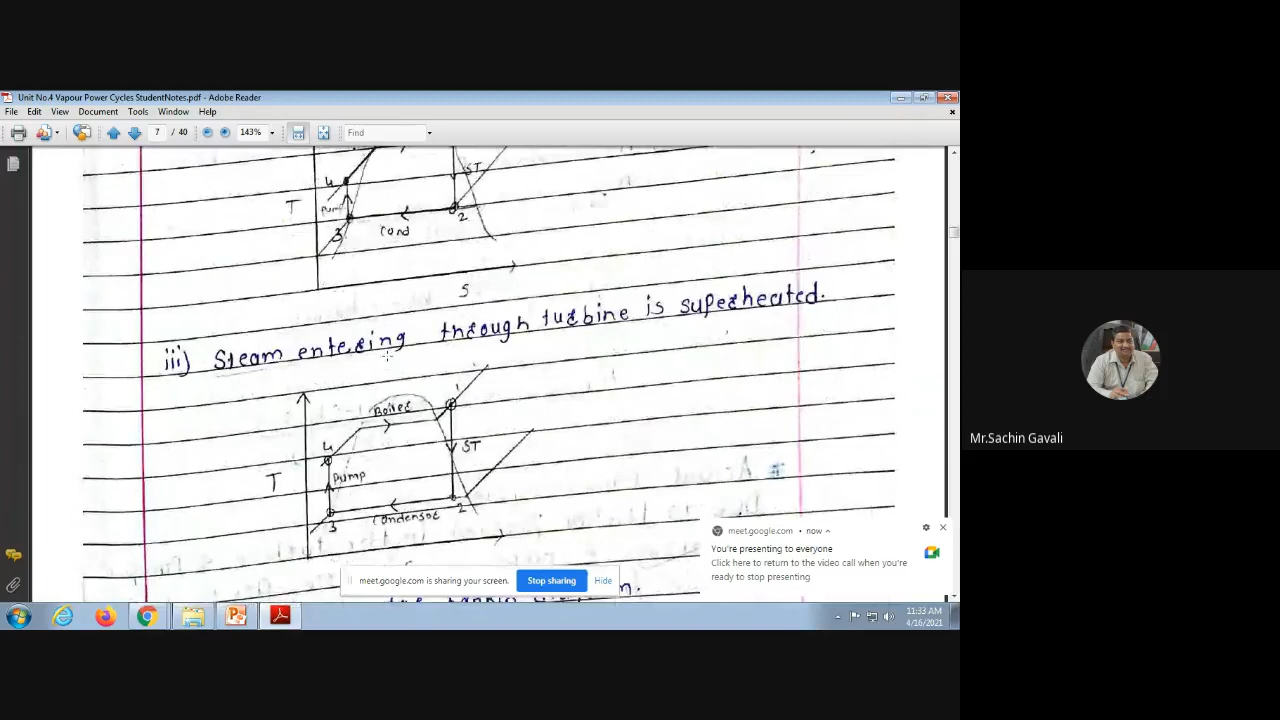 Unit No.4 Vapour Power Cycles StudentNotes.pdf - Adobe Reader
File Edit View Document Tools Window Help
7 / 40 143% Find
ST
4
T
Pump
2
3
Cond
S
iii) Steam entering through turbine is superheated.
1
Boiler
4
ST
T
Pump
2
3
Condensor
Mr.Sachin Gavali
meet.google.com • now
You're presenting to everyone
Click here to return to the video call when you're
ready to stop presenting
meet.google.com is sharing your screen. Stop sharing Hide
11:33 AM
4/16/2021